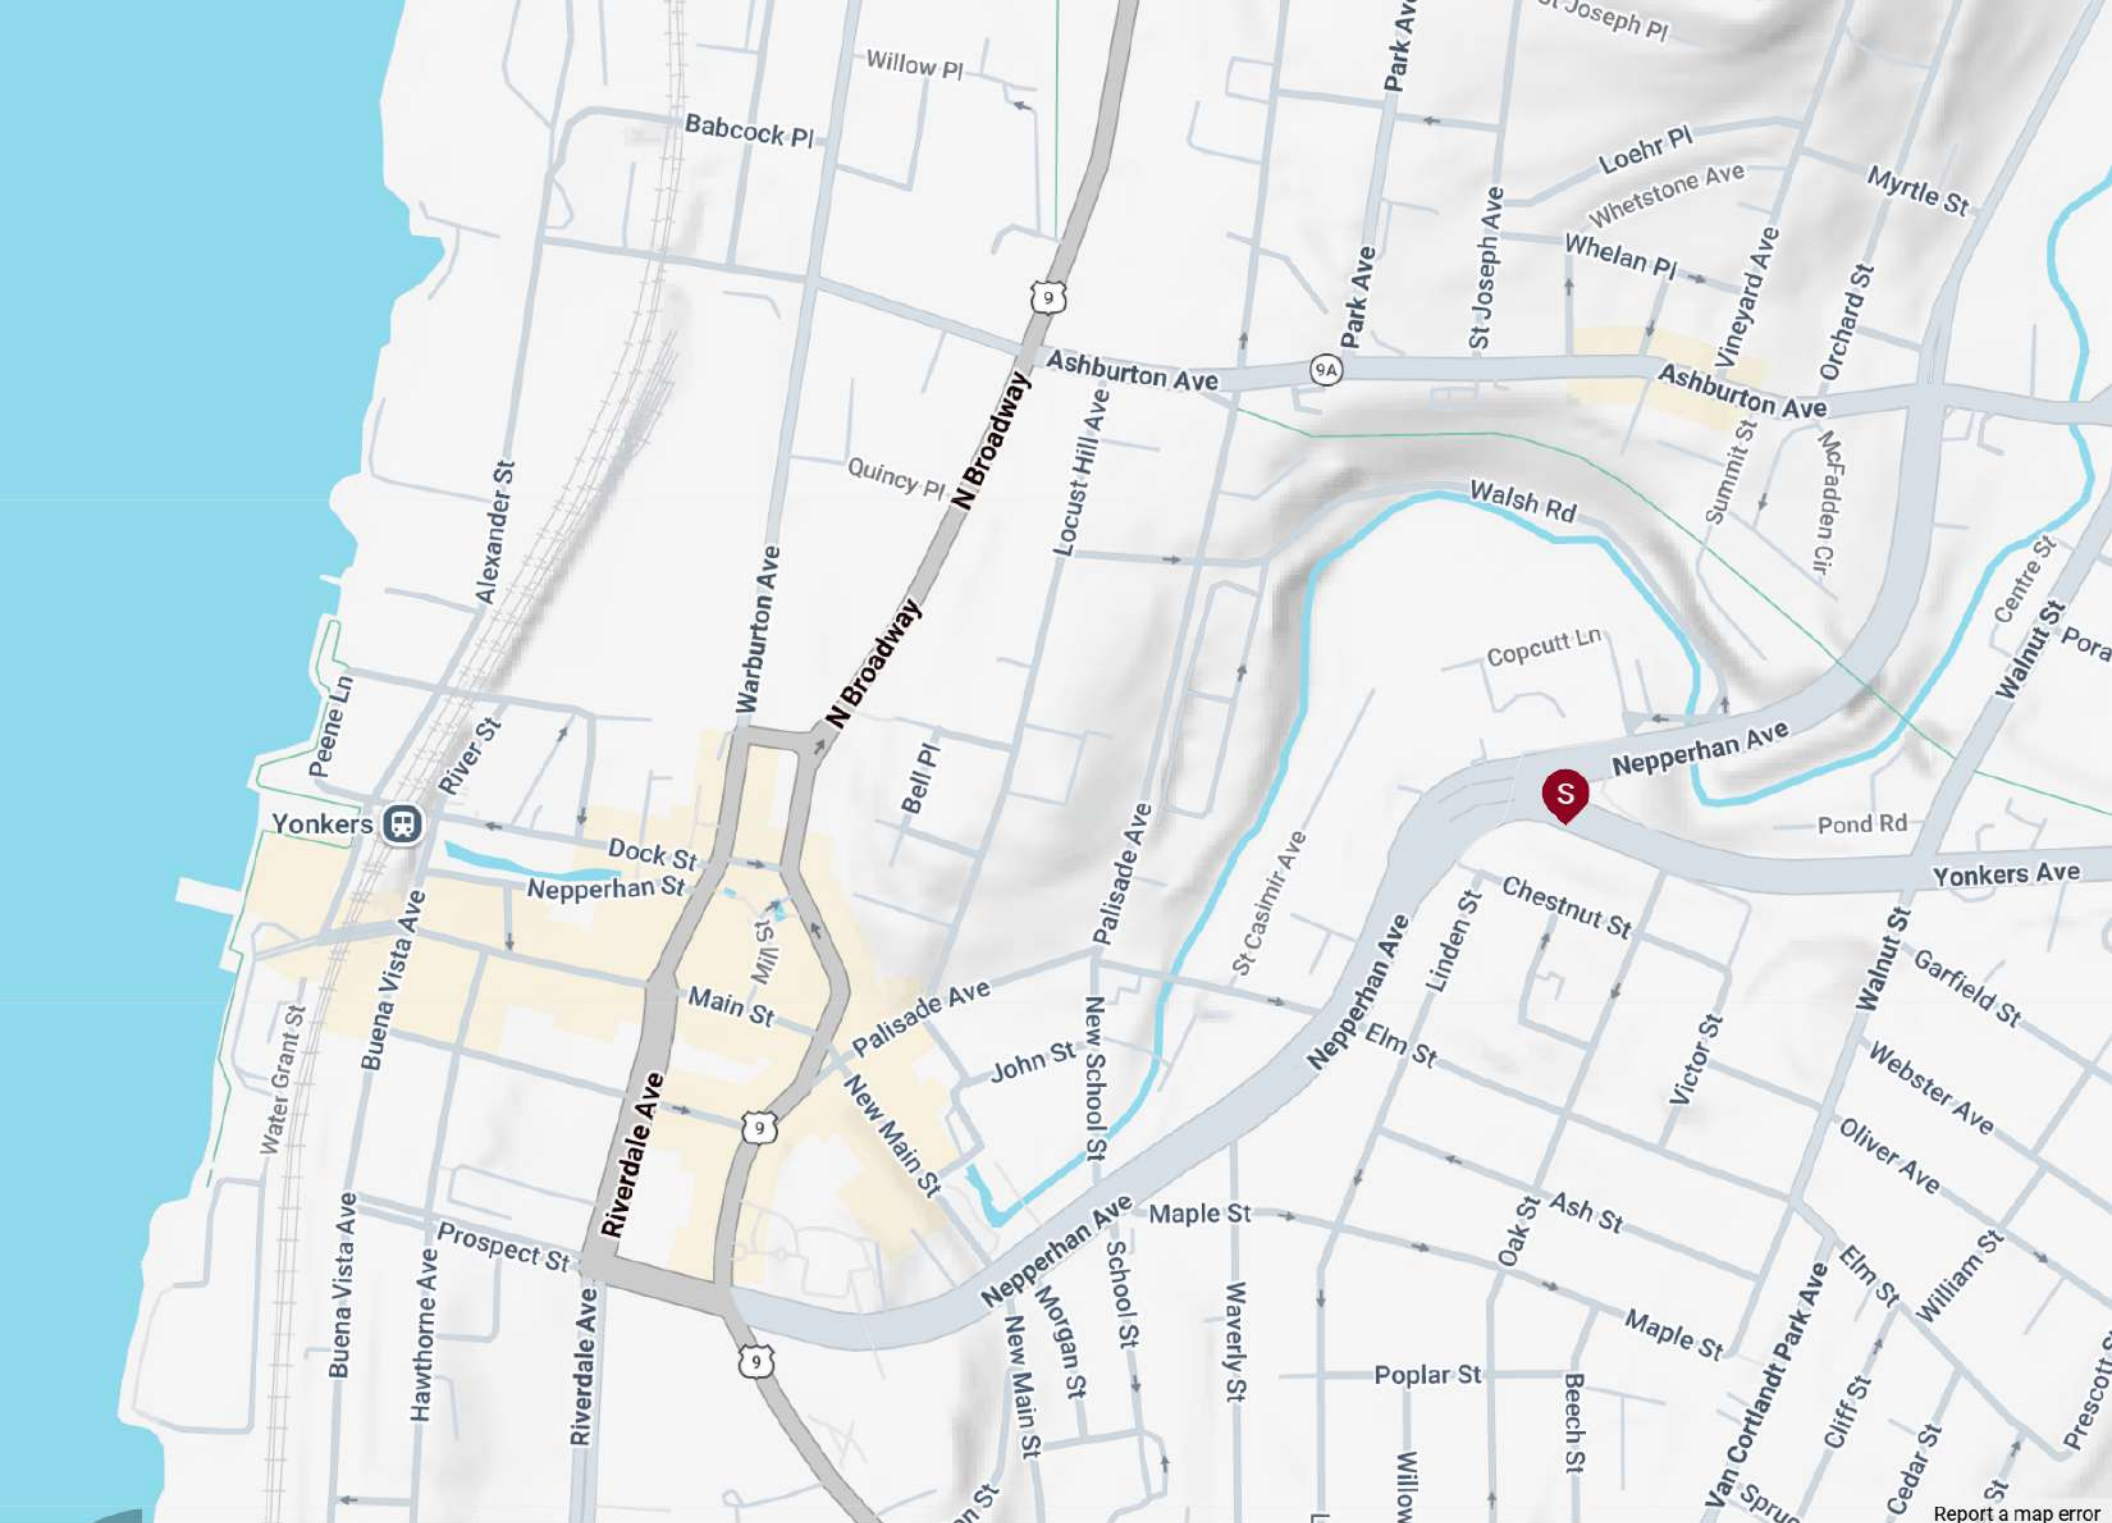 St Joseph Pl
Park Ave
Willow Pl
Babcock Pl
Loehr Pl
Whetstone Ave
Myrtle St
Whelan Pl
St Joseph Ave
Park Ave
Vineyard Ave
Orchard St
9
Ashburton Ave
9A
Ashburton Ave
N Broadway
Locust Hill Ave
Quincy Pl
Alexander St
Walsh Rd
Summit St
McFadden Cir
Centre St
Warburton Ave
N Broadway
Copcutt Ln
Walnut St
Peene Ln
River St
Bell Pl
Nepperhan Ave
S
Yonkers
Dock St
Nepperhan St
Palisade Ave
St Casimir Ave
Pond Rd
Yonkers Ave
Chestnut St
Linden St
Buena Vista Ave
Mill St
Main St
Palisade Ave
Nepperhan Ave
Walnut St
Garfield St
Water Grant St
John St
New School St
Elm St
Victor St
Webster Ave
Riverdale Ave
9
New Main St
Oliver Ave
Prospect St
Maple St
Nepperhan Ave
Oak St
Ash St
Elm St
William St
Buena Vista Ave
Hawthorne Ave
Riverdale Ave
9
New Main St
Morgan St
School St
Waverly St
Poplar St
Maple St
Beech St
Van Cortlandt Park Ave
Cliff St
Cedar St
Prescott S
Willow
Spruc
St
Report a map error